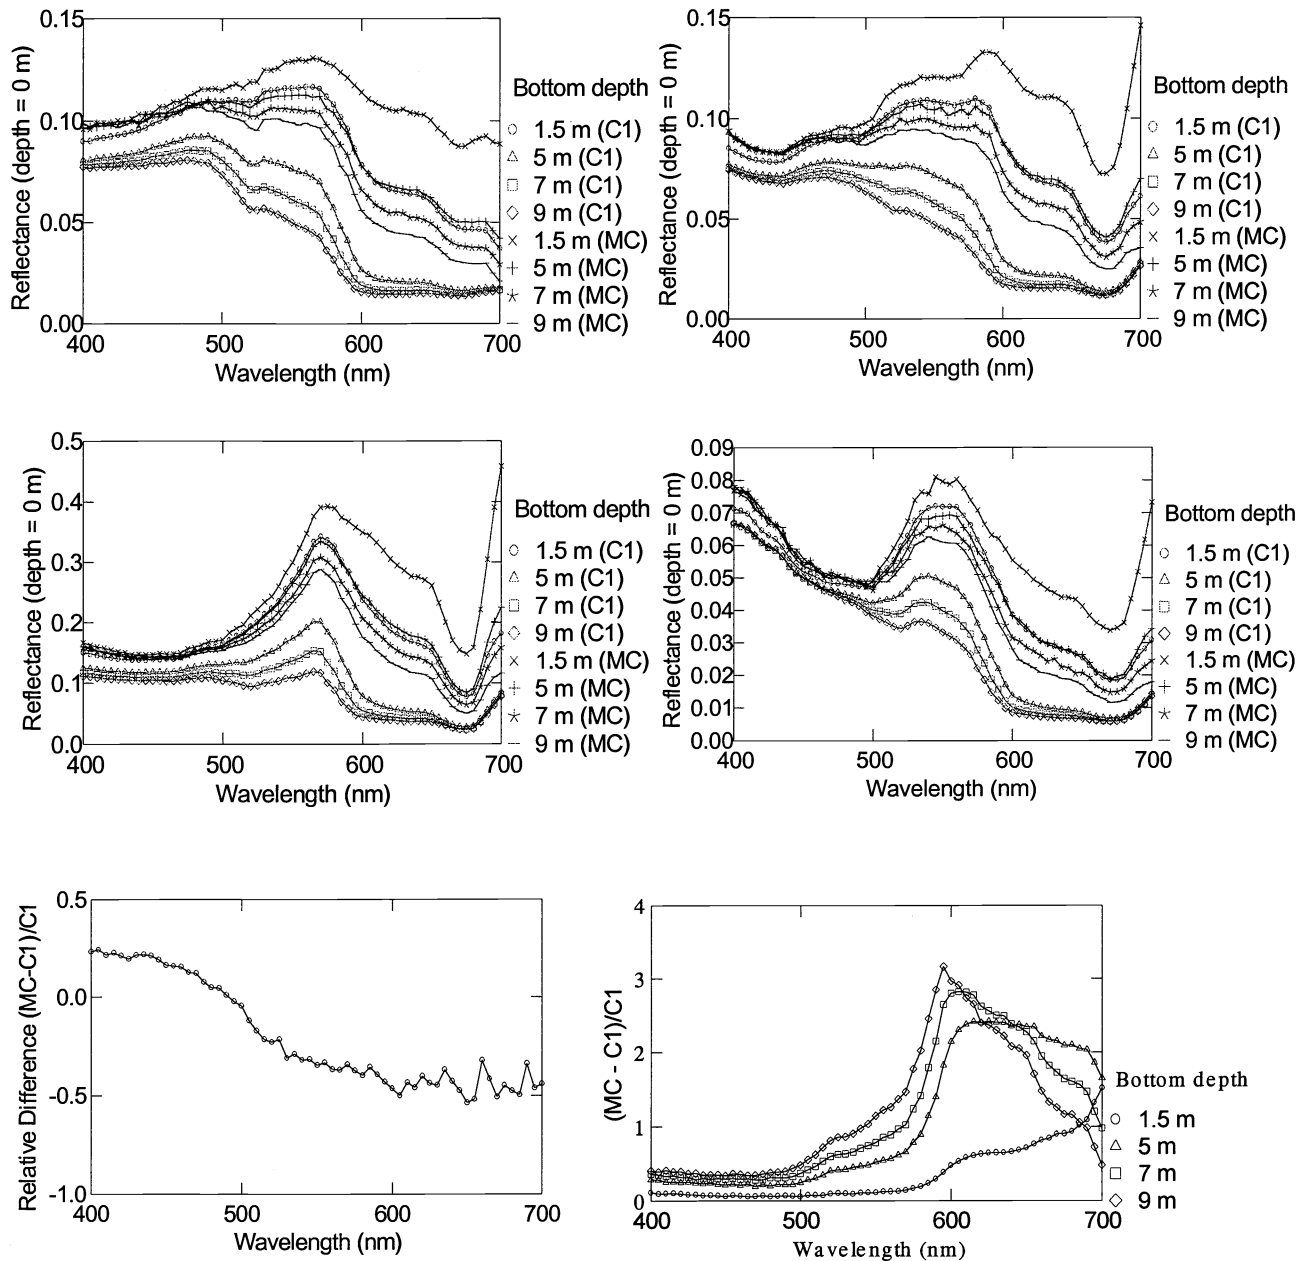 0.15
0.10
0.05
0.00
Reflectance (depth = 0 m)
400 500 600 700
Wavelength (nm)
Bottom depth
1.5 m (C1)
5 m (C1)
7 m (C1)
9 m (C1)
1.5 m (MC)
5 m (MC)
7 m (MC)
9 m (MC)
0.15
0.10
0.05
0.00
Reflectance (depth = 0 m)
400 500 600 700
Wavelength (nm)
Bottom depth
1.5 m (C1)
5 m (C1)
7 m (C1)
9 m (C1)
1.5 m (MC)
5 m (MC)
7 m (MC)
9 m (MC)
0.5
0.4
0.3
0.2
0.1
0.0
Reflectance (depth = 0 m)
400 500 600 700
Wavelength (nm)
Bottom depth
1.5 m (C1)
5 m (C1)
7 m (C1)
9 m (C1)
1.5 m (MC)
5 m (MC)
7 m (MC)
9 m (MC)
0.09
0.08
0.07
0.06
0.05
0.04
0.03
0.02
0.01
0.00
Reflectance (depth = 0 m)
400 500 600 700
Wavelength (nm)
Bottom depth
1.5 m (C1)
5 m (C1)
7 m (C1)
9 m (C1)
1.5 m (MC)
5 m (MC)
7 m (MC)
9 m (MC)
0.5
0.0
-0.5
-1.0
Relative Difference (MC-C1)/C1
400 500 600 700
Wavelength (nm)
4
3
2
1
0
(MC - C1)/C1
400 500 600 700
Wavelength (nm)
Bottom depth
1.5 m
5 m
7 m
9 m